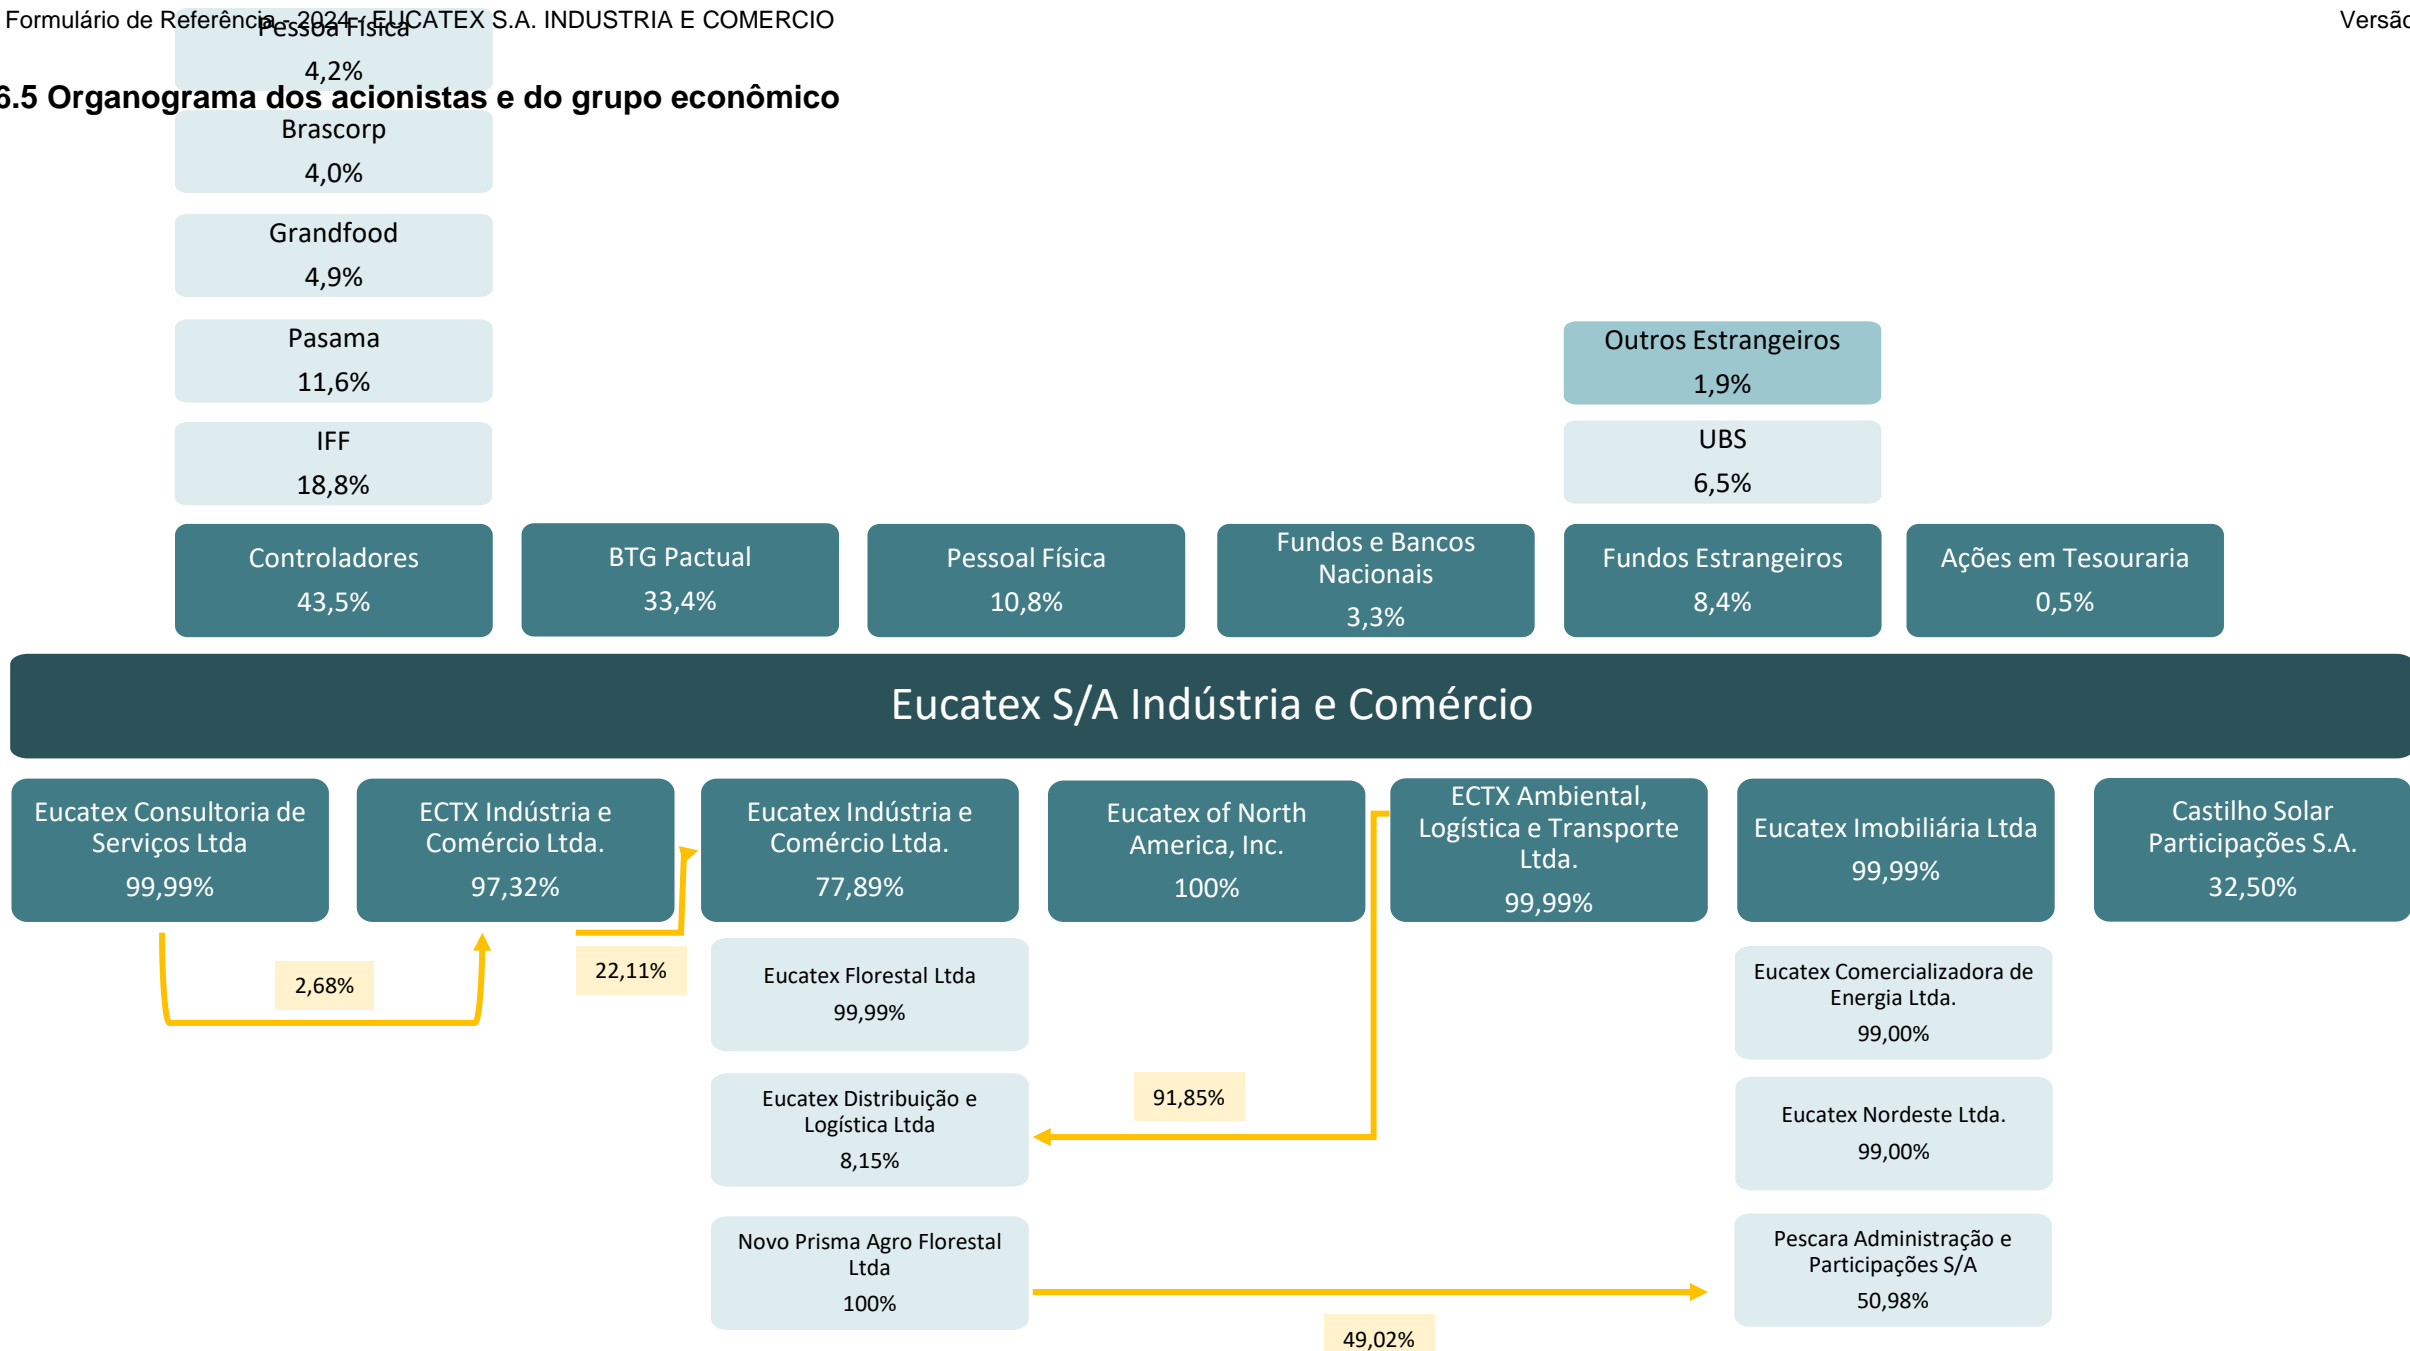 Formulário de Referência - 2024 - EUCATEX S.A. INDUSTRIA E COMERCIO
Versão
Pessoa Física
4,2%
6.5 Organograma dos acionistas e do grupo econômico
Brascorp
4,0%
Grandfood
4,9%
Pasama
11,6%
IFF
18,8%
Outros Estrangeiros
1,9%
UBS
6,5%
Controladores
43,5%
BTG Pactual
33,4%
Pessoal Física
10,8%
Fundos e Bancos
Nacionais
3,3%
Fundos Estrangeiros
8,4%
Ações em Tesouraria
0,5%
Eucatex S/A Indústria e Comércio
Eucatex Consultoria de
Serviços Ltda
99,99%
ECTX Indústria e
Comércio Ltda.
97,32%
Eucatex Indústria e
Comércio Ltda.
77,89%
Eucatex of North
America, Inc.
100%
ECTX Ambiental,
Logística e Transporte
Ltda.
99,99%
Eucatex Imobiliária Ltda
99,99%
Castilho Solar
Participações S.A.
32,50%
2,68%
22,11%
Eucatex Florestal Ltda
99,99%
Eucatex Comercializadora de
Energia Ltda.
99,00%
Eucatex Distribuição e
Logística Ltda
8,15%
91,85%
Eucatex Nordeste Ltda.
99,00%
Novo Prisma Agro Florestal
Ltda
100%
Pescara Administração e
Participações S/A
50,98%
49,02%